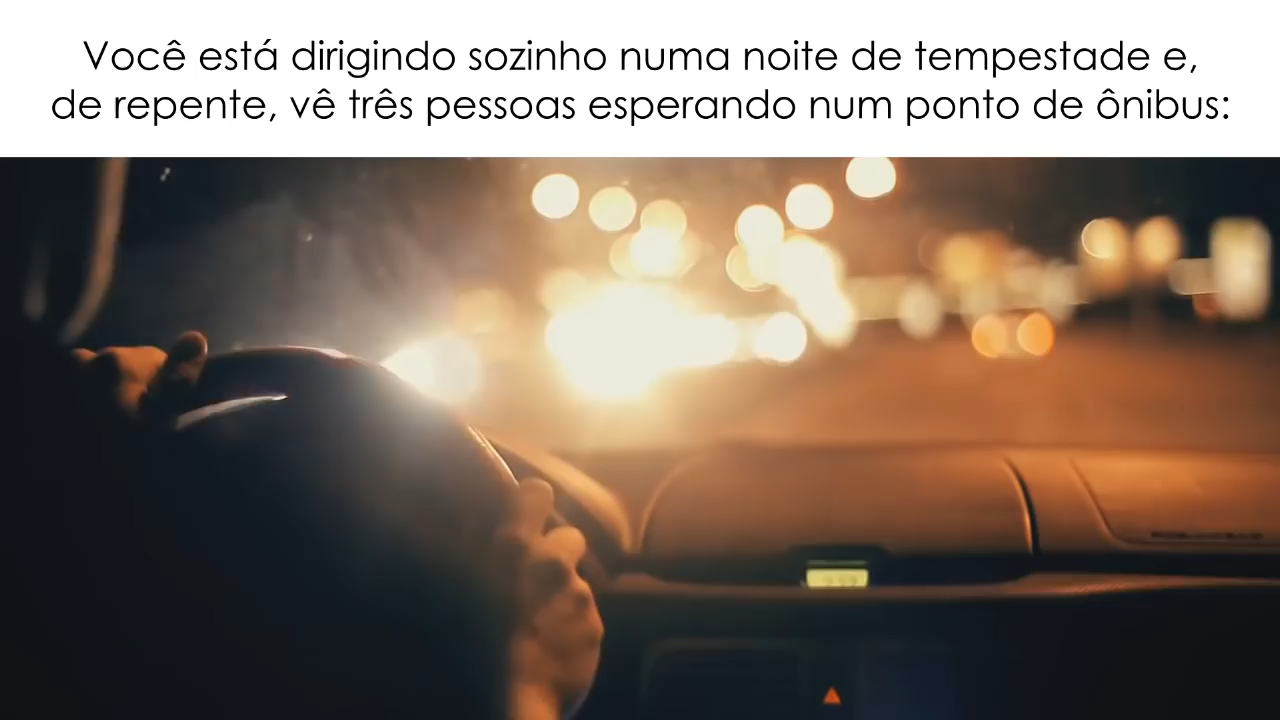 Você está dirigindo sozinho numa noite de tempestade e,
de repente, vê três pessoas esperando num ponto de ônibus: